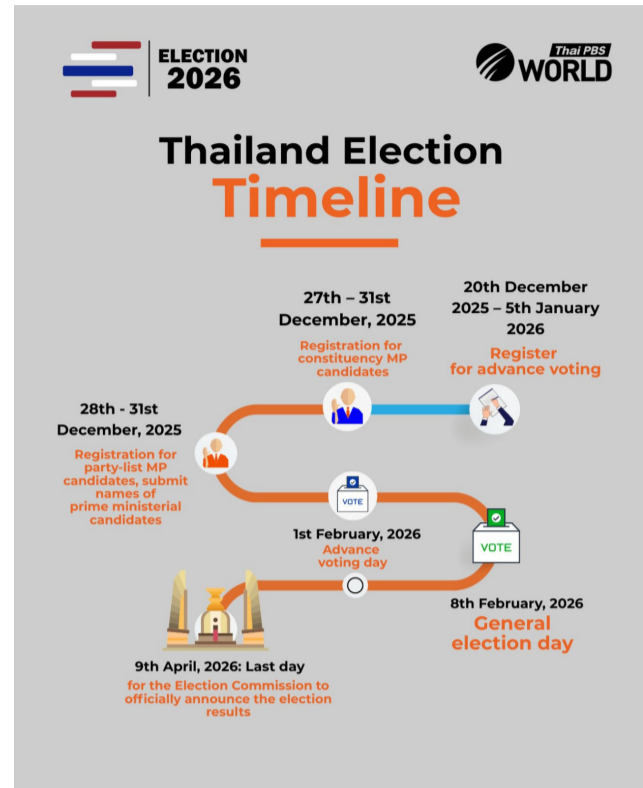 ELECTION
2026
Thai PBS
WORLD
Thailand Election
Timeline
20th December
2025 – 5th January
2026
Register
for advance voting
27th – 31st
December, 2025
Registration for
constituency MP
candidates
28th - 31st
December, 2025
Registration for
party-list MP
candidates, submit
names of
prime ministerial
candidates
VOTE
1st February, 2026
Advance
voting day
VOTE
8th February, 2026
General
election day
9th April, 2026: Last day
for the Election Commission to
officially announce the election
results